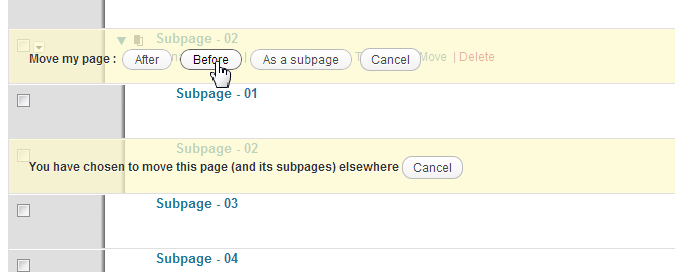 Subpage - 02
Move my page : After Before | As a subpage Move | Delete Cancel
Subpage - 01
Subpage - 02
You have chosen to move this page (and its subpages) elsewhere Cancel
Subpage - 03
Subpage - 04